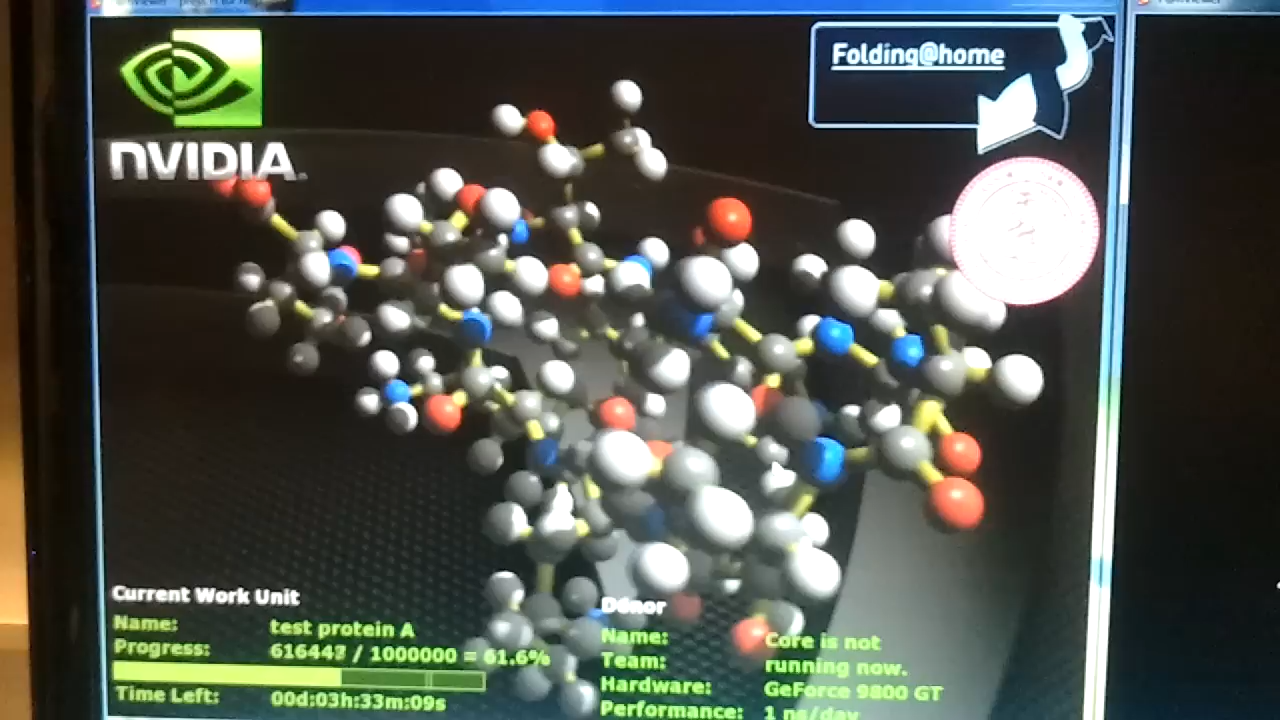 nVIDIA.
Folding@home
Current Work Unit
Name: test protein A
Progress: / 1000000 = 61.6%
Time Left: 00d:03h:33m:09s
Donor
Name: Core is not
Team: running now.
Hardware: GeForce 9800 GT
Performance: 1 ns/day